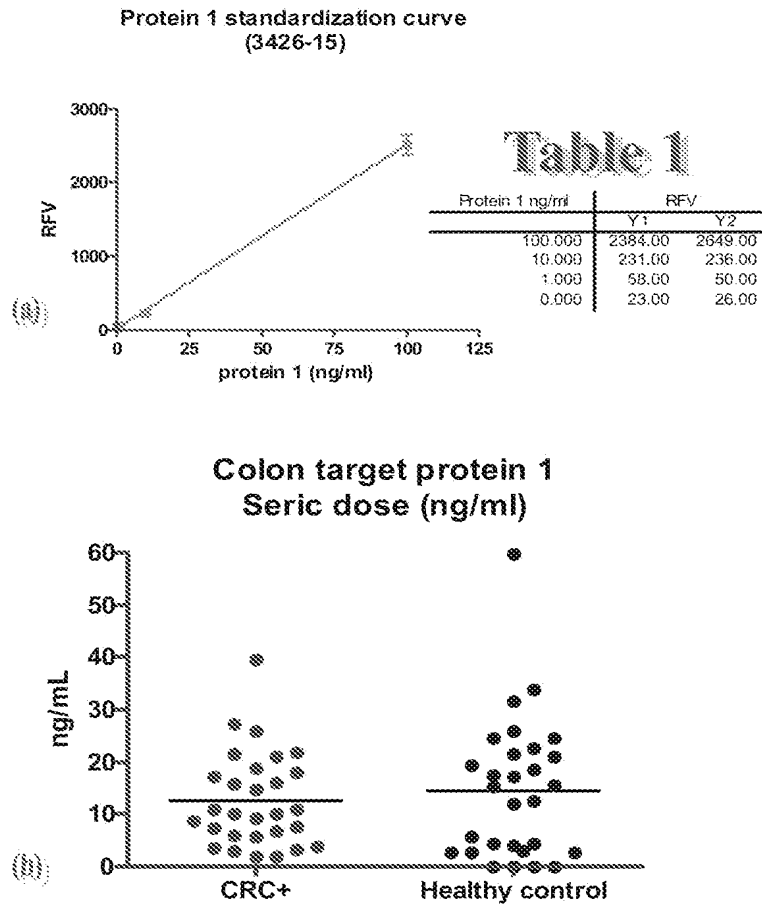 Protein 1 standardization curve
(3426-15)
3000
2000
1000
0
RFV
0 25 50 75 100 125
protein 1 (ng/ml)
(a)
Table 1
Protein 1 ng/ml RFV
Y1 Y2
100.000 2384.00 2649.00
10.000 231.00 236.00
1.000 58.00 50.00
0.000 23.00 26.00
Colon target protein 1
Seric dose (ng/ml)
60
50
40
30
20
10
0
ng/mL
CRC+ Healthy control
(b)